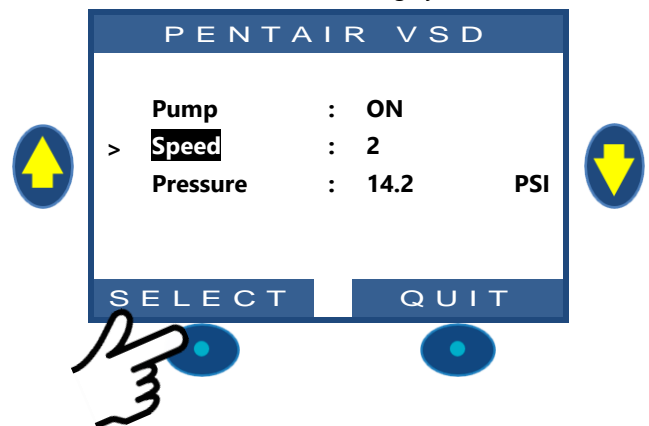 PENTAIR VSD
Pump : ON
> Speed : 2
Pressure : 14.2 PSI
SELECT QUIT